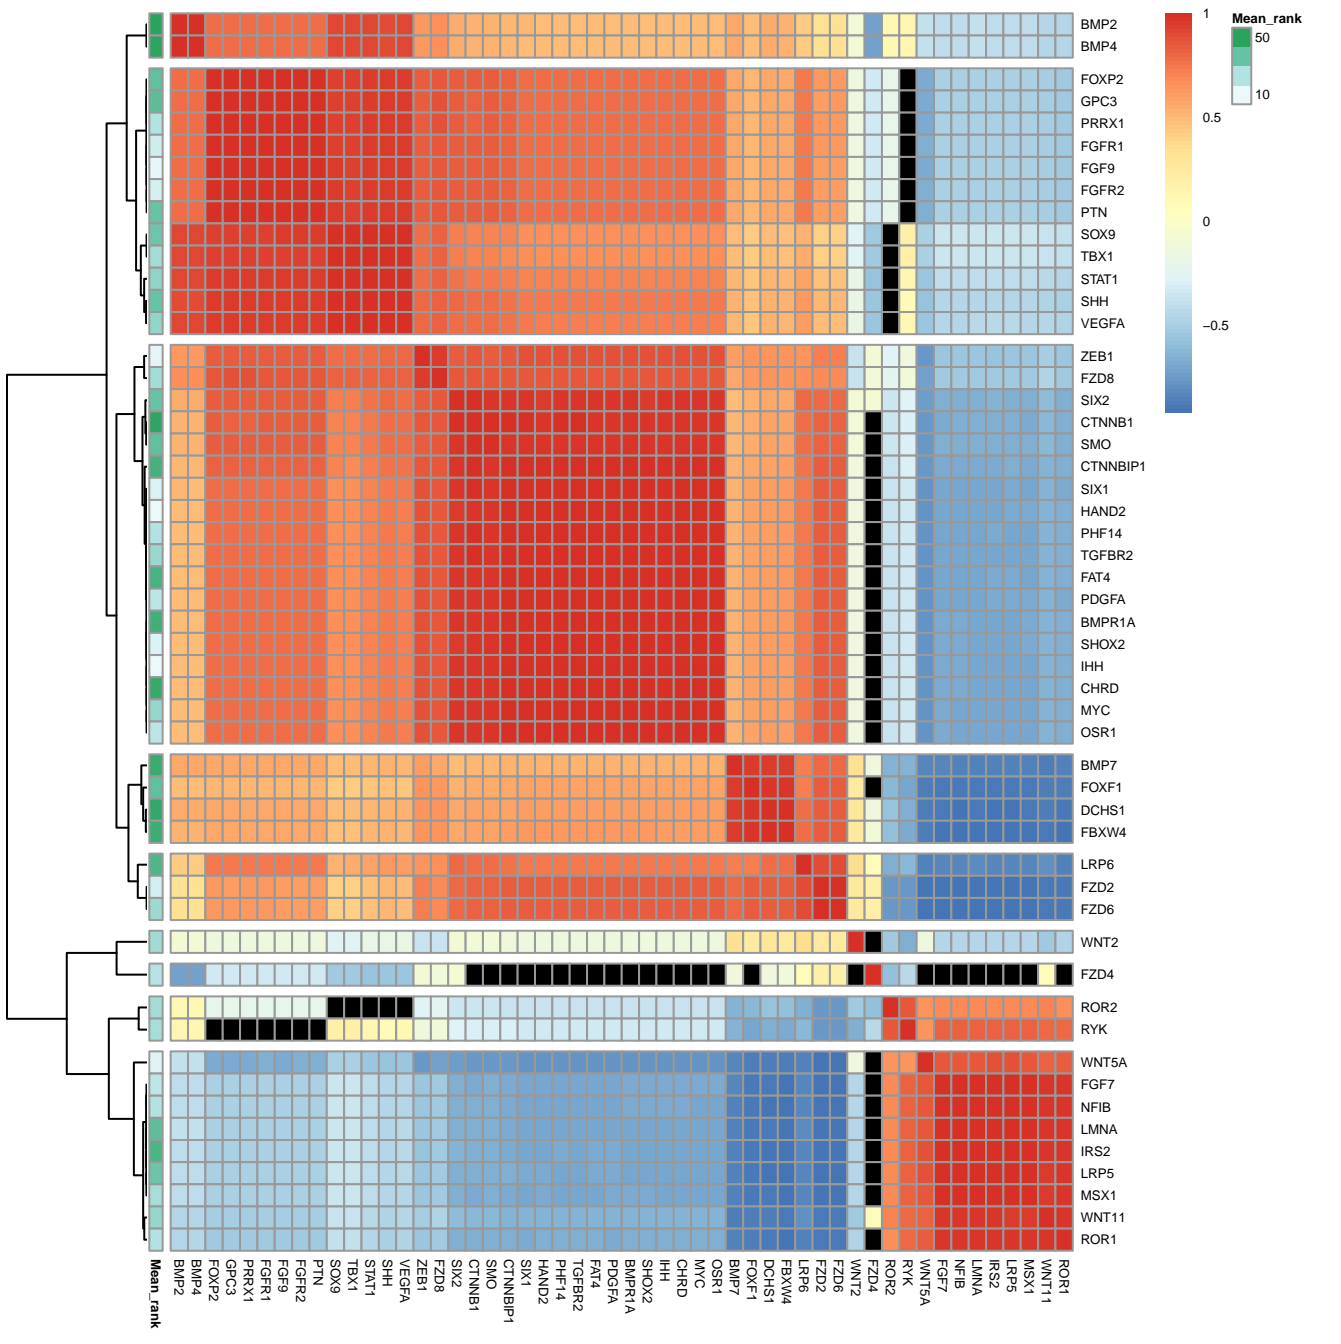 1
0.5
0
−0.5
Mean_rank
50
10
BMP2
BMP4
FOXP2
GPC3
PRRX1
FGFR1
FGF9
FGFR2
PTN
SOX9
TBX1
STAT1
SHH
VEGFA
ZEB1
FZD8
SIX2
CTNNB1
SMO
CTNNBIP1
SIX1
HAND2
PHF14
TGFBR2
FAT4
PDGFA
BMPR1A
SHOX2
IHH
CHRD
MYC
OSR1
BMP7
FOXF1
DCHS1
FBXW4
LRP6
FZD2
FZD6
WNT2
FZD4
ROR2
RYK
WNT5A
FGF7
NFIB
LMNA
IRS2
LRP5
MSX1
WNT11
ROR1
Mean_rank
BMP2
BMP4
FOXP2
GPC3
PRRX1
FGFR1
FGF9
FGFR2
PTN
SOX9
TBX1
STAT1
SHH
VEGFA
ZEB1
FZD8
SIX2
CTNNB1
SMO
CTNNBIP1
SIX1
HAND2
PHF14
TGFBR2
FAT4
PDGFA
BMPR1A
SHOX2
IHH
CHRD
MYC
OSR1
BMP7
FOXF1
DCHS1
FBXW4
LRP6
FZD2
FZD6
WNT2
FZD4
ROR2
RYK
WNT5A
FGF7
NFIB
LMNA
IRS2
LRP5
MSX1
WNT11
ROR1